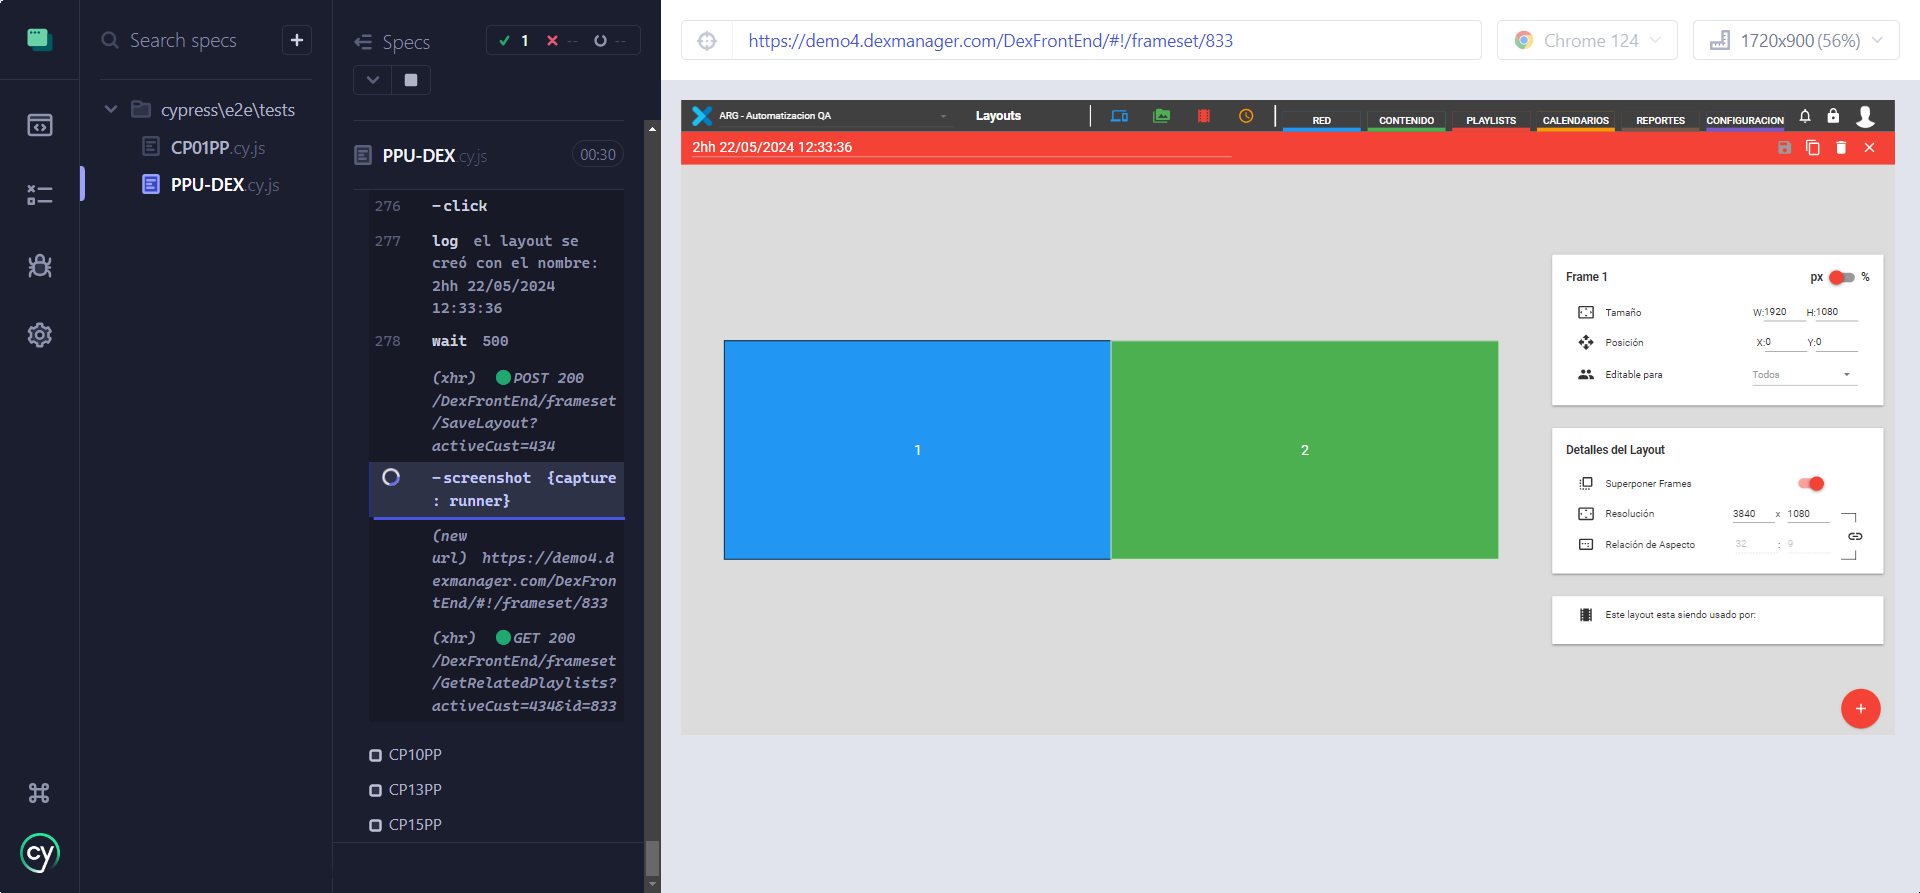 Search specs
+
cypress\e2e\tests
CP01PP.cy.js
PPU-DEX.cy.js
cy
Specs
1 -- --
PPU-DEX.cy.js 00:30
276 -click
277 log el layout se
creó con el nombre:
2hh 22/05/2024
12:33:36
278 wait 500
(xhr) POST 200
/DexFrontEnd/frameset
/SaveLayout?
activeCust=434
-screenshot {capture
: runner}
(new
url) https://demo4.d
exmanager.com/DexFron
tEnd/#!/frameset/833
(xhr) GET 200
/DexFrontEnd/frameset
/GetRelatedPlaylists?
activeCust=434&id=833
CP10PP
CP13PP
CP15PP
https://demo4.dexmanager.com/DexFrontEnd/#!/frameset/833
Chrome 124
1720x900 (56%)
ARG - Automatizacion QA
Layouts
RED
CONTENIDO
PLAYLISTS
CALENDARIOS
REPORTES
CONFIGURACION
2hh 22/05/2024 12:33:36
1
2
Frame 1 px %
Tamaño W:1920 H:1080
Posición X:0 Y:0
Editable para Todos
Detalles del Layout
Superponer Frames
Resolución 3840 x 1080
Relación de Aspecto 32 : 9
Este layout esta siendo usado por:
+